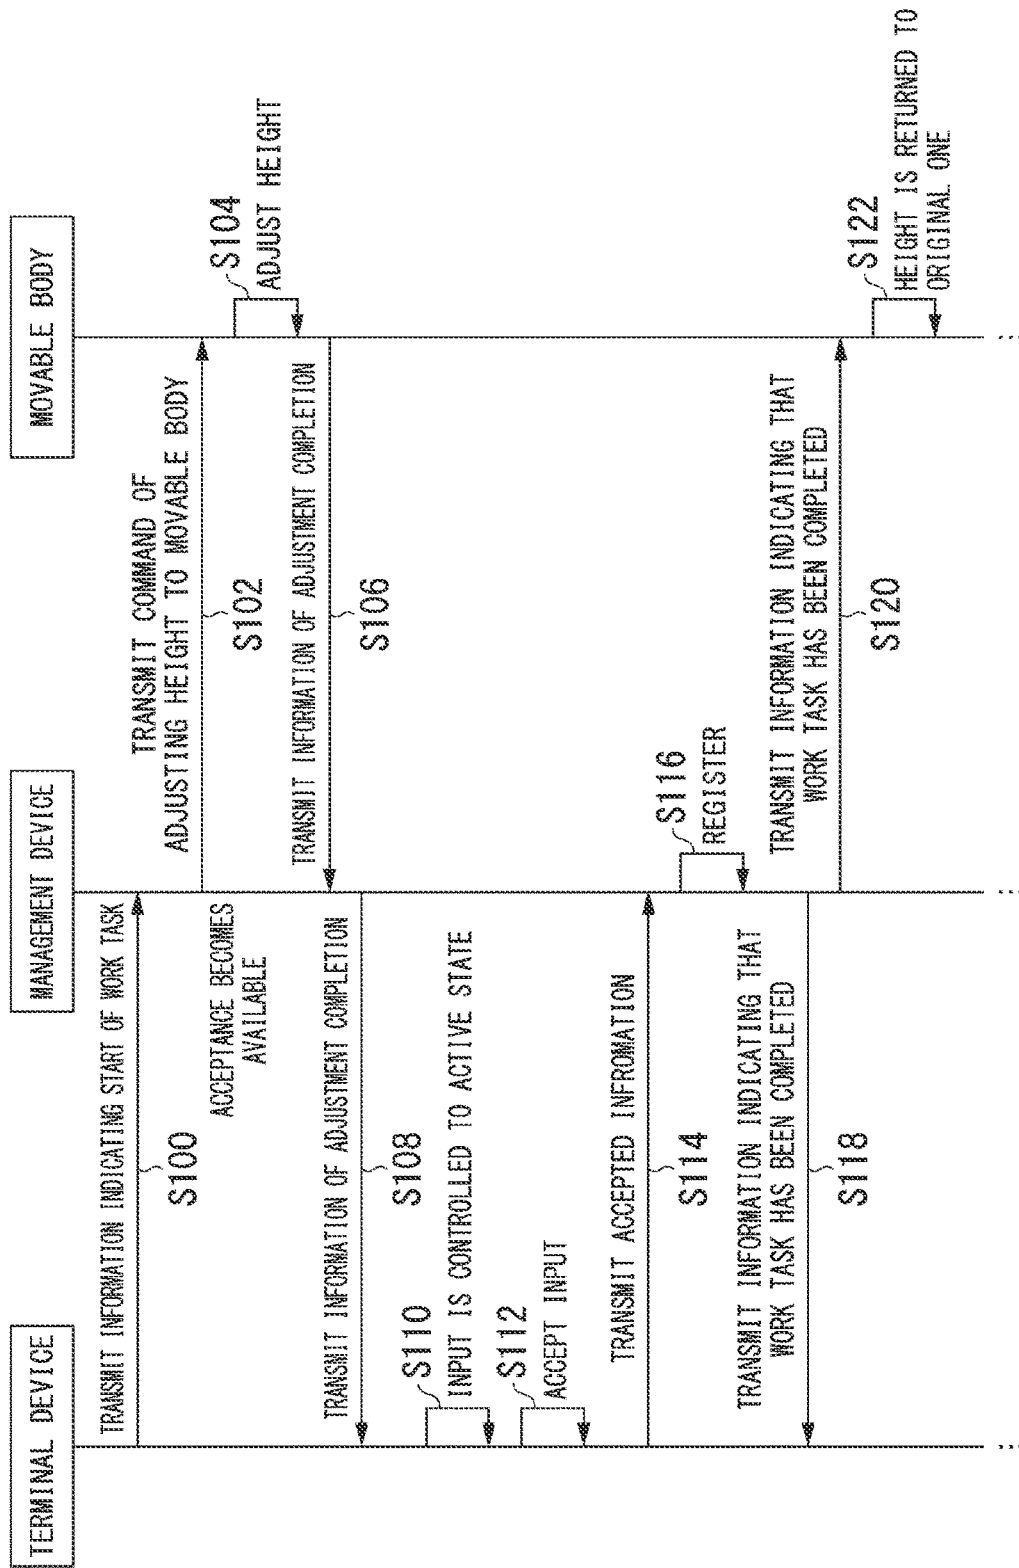 TERMINAL DEVICE
MANAGEMENT DEVICE
MOVABLE BODY
TRANSMIT INFORMATION INDICATING START OF WORK TASK
S100
TRANSMIT COMMAND OF
ADJUSTING HEIGHT TO MOVABLE BODY
S102
ACCEPTANCE BECOMES
AVAILABLE
S104
ADJUST HEIGHT
TRANSMIT INFORMATION OF ADJUSTMENT COMPLETION
S106
TRANSMIT INFORMATION OF ADJUSTMENT COMPLETION
S108
S110
INPUT IS CONTROLLED TO ACTIVE STATE
S112
ACCEPT INPUT
TRANSMIT ACCEPTED INFROMATION
S114
S116
REGISTER
TRANSMIT INFORMATION INDICATING THAT
WORK TASK HAS BEEN COMPLETED
S118
TRANSMIT INFORMATION INDICATING THAT
WORK TASK HAS BEEN COMPLETED
S120
S122
HEIGHT IS RETURNED TO
ORIGINAL ONE